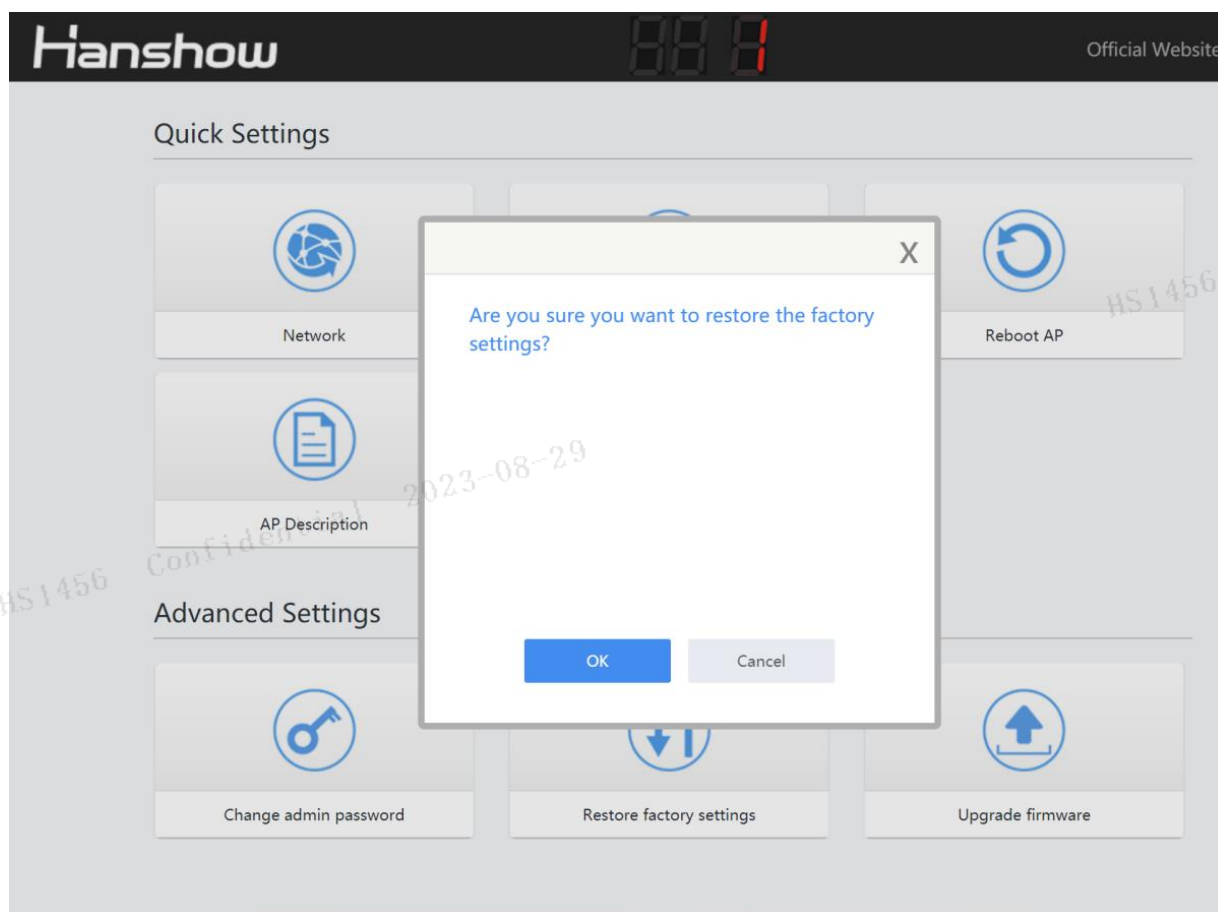 Hanshow
1
Official Website
Quick Settings
Network
Reboot AP
X
Are you sure you want to restore the factory
settings?
HS1456
AP Description
HS1456 Confidential 2023-08-29
Advanced Settings
OK
Cancel
Change admin password
Restore factory settings
Upgrade firmware